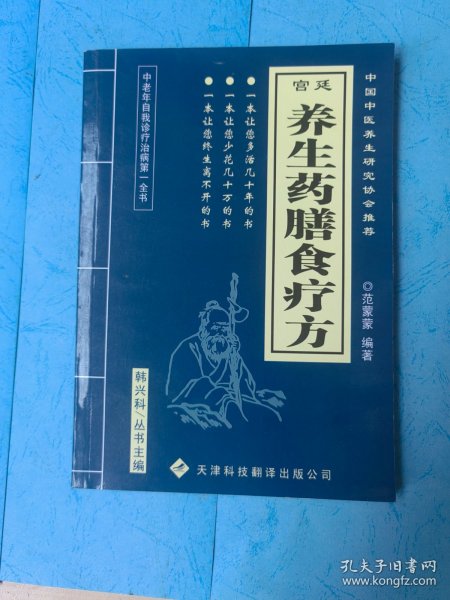 中国中医养生研究协会推荐
◎范蒙蒙 编著
宫廷
养生药膳食疗方
●一本让您多活几十年的书
●一本让您少花几十万的书
●一本让您终生离不开的书
中老年自我诊疗治病第一全书
韩兴科/丛书主编
天津科技翻译出版公司
孔夫子旧书网
www.kongfz.com